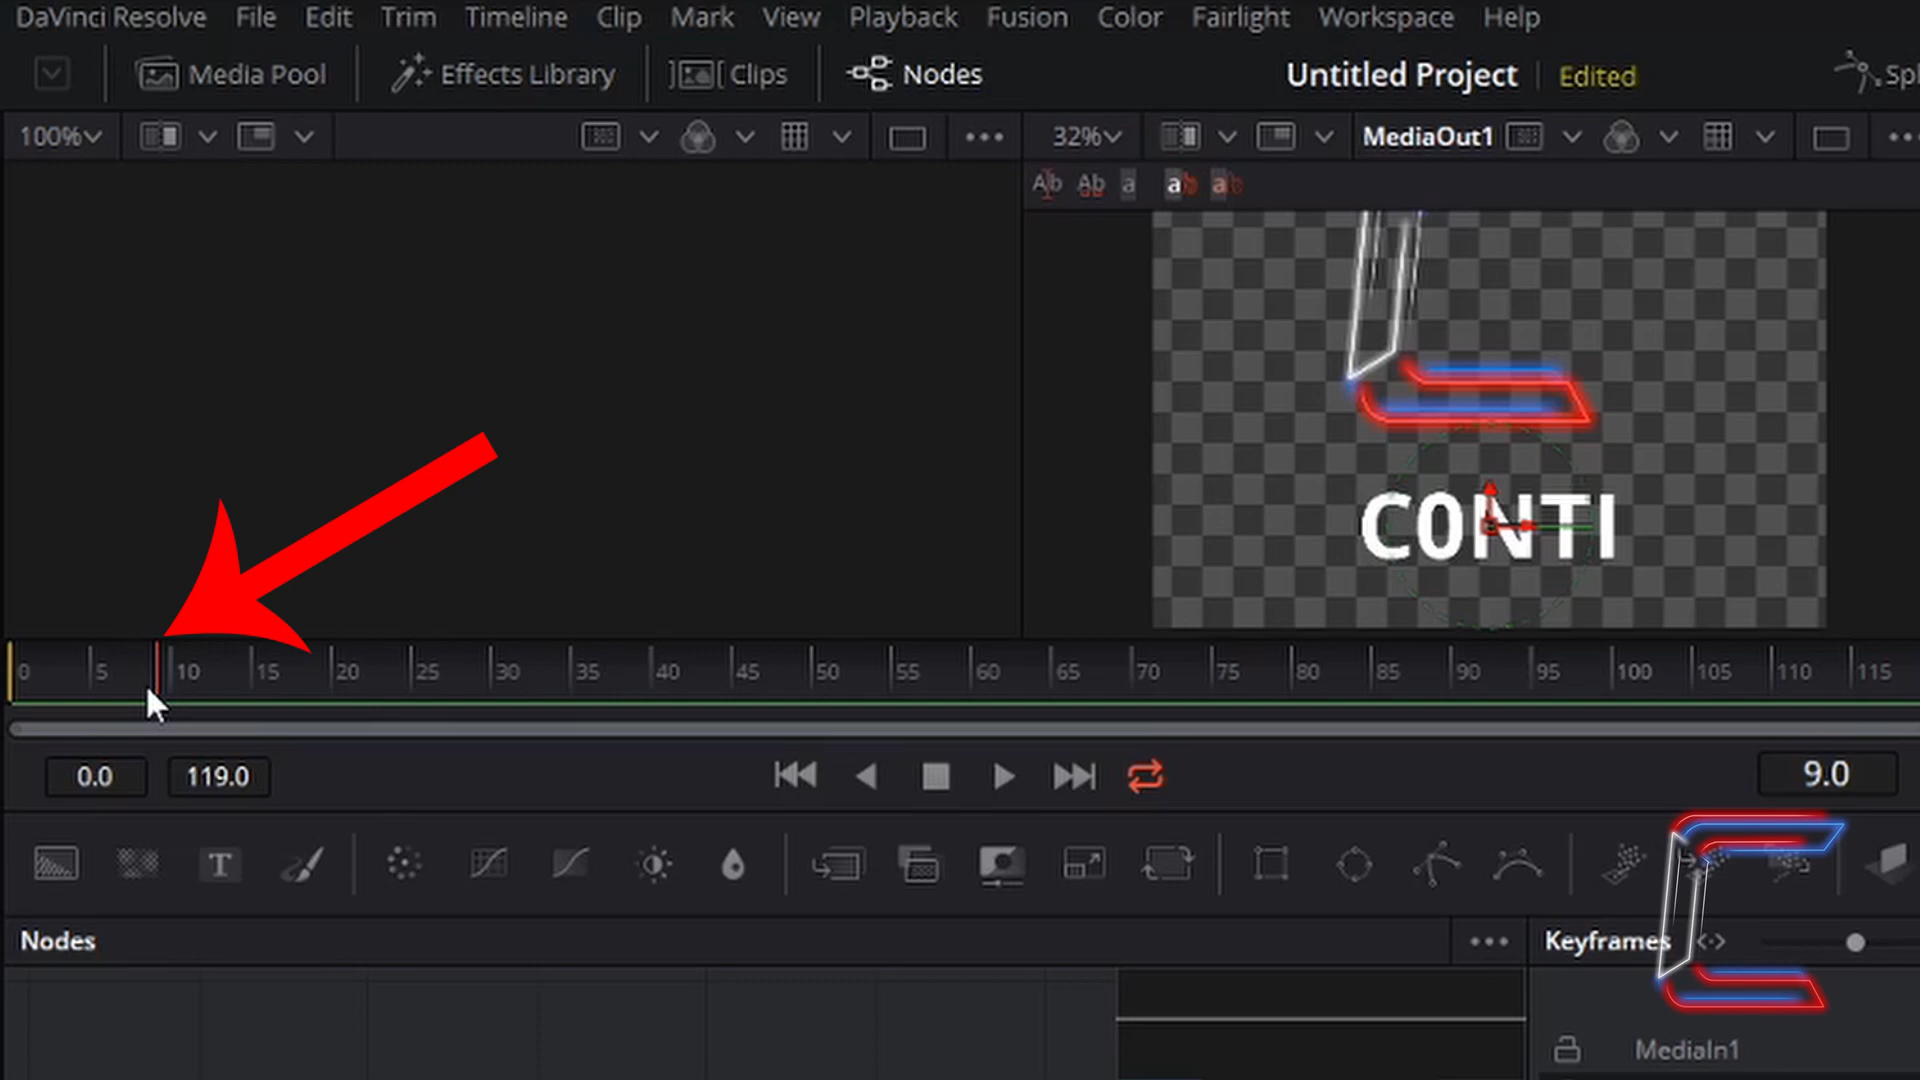 DaVinci Resolve File Edit Trim Timeline Clip Mark View Playback Fusion Color Fairlight Workspace Help
Media Pool Effects Library Clips Nodes Untitled Project Edited Spl
100% 32% MediaOut1
Ab Ab a ab ab
C0NTI
0 5 10 15 20 25 30 35 40 45 50 55 60 65 70 75 80 85 90 95 100 105 110 115
0.0 119.0 9.0
T
Nodes Keyframes
MediaIn1